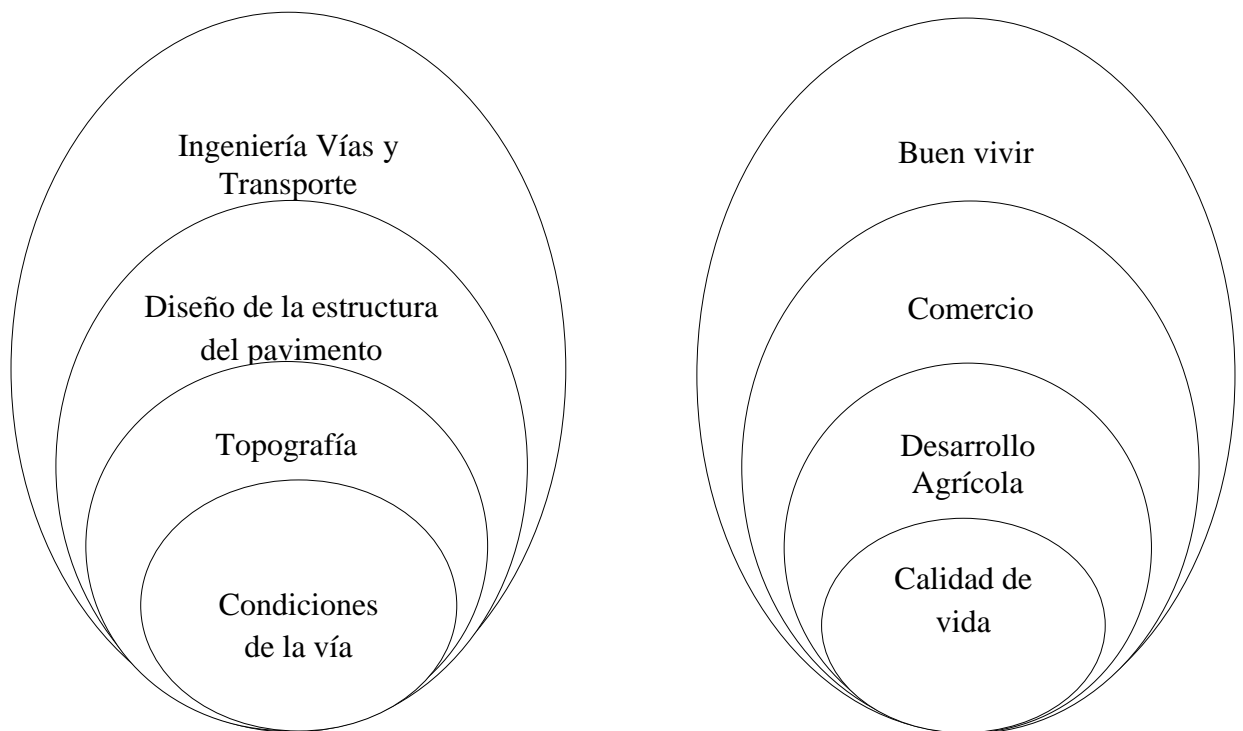 Ingeniería Vías y
Transporte
Diseño de la estructura
del pavimento
Topografía
Condiciones
de la vía
Buen vivir
Comercio
Desarrollo
Agrícola
Calidad de
vida